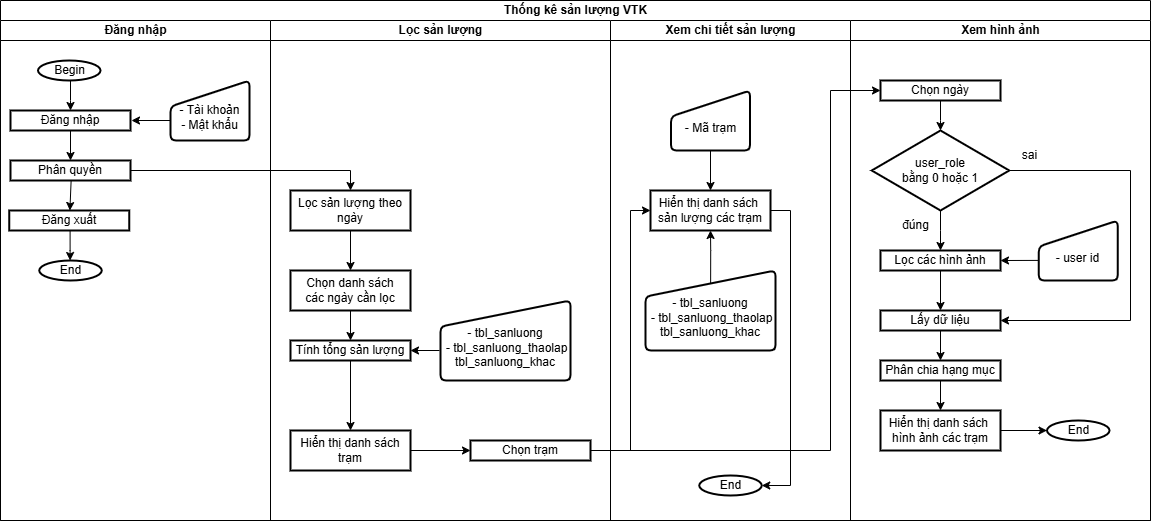 Thống kê sản lượng VTK
Đăng nhập
Lọc sản lượng
Xem chi tiết sản lượng
Xem hình ảnh
Begin
Đăng nhập
- Tài khoản
- Mật khẩu
Phân quyền
Đăng xuất
End
Lọc sản lượng theo
ngày
Chọn danh sách
các ngày cần lọc
Tính tổng sản lượng
- tbl_sanluong
- tbl_sanluong_thaolap
tbl_sanluong_khac
Hiển thị danh sách
trạm
Chọn trạm
- Mã trạm
Hiển thị danh sách
sản lượng các trạm
- tbl_sanluong
- tbl_sanluong_thaolap
tbl_sanluong_khac
End
Chọn ngày
user_role
bằng 0 hoặc 1
sai
đúng
Lọc các hình ảnh
- user id
Lấy dữ liệu
Phân chia hạng mục
Hiển thị danh sách
hình ảnh các trạm
End